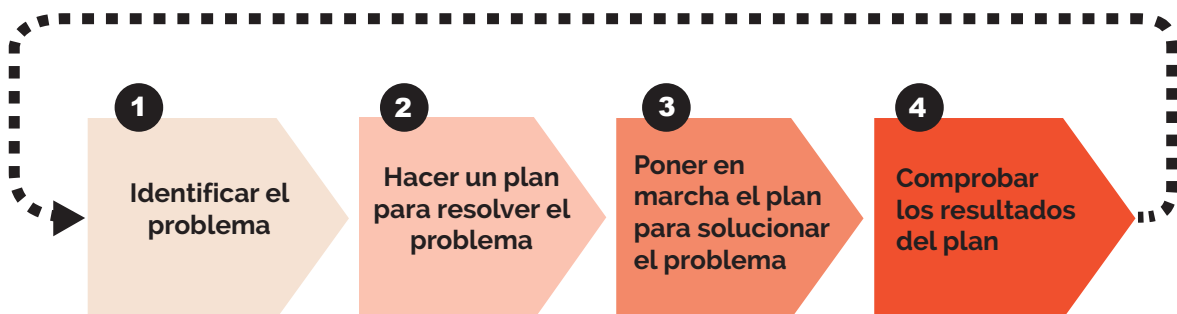 1
Identificar el
problema
2
Hacer un plan
para resolver el
problema
3
Poner en
marcha el plan
para solucionar
el problema
4
Comprobar
los resultados
del plan